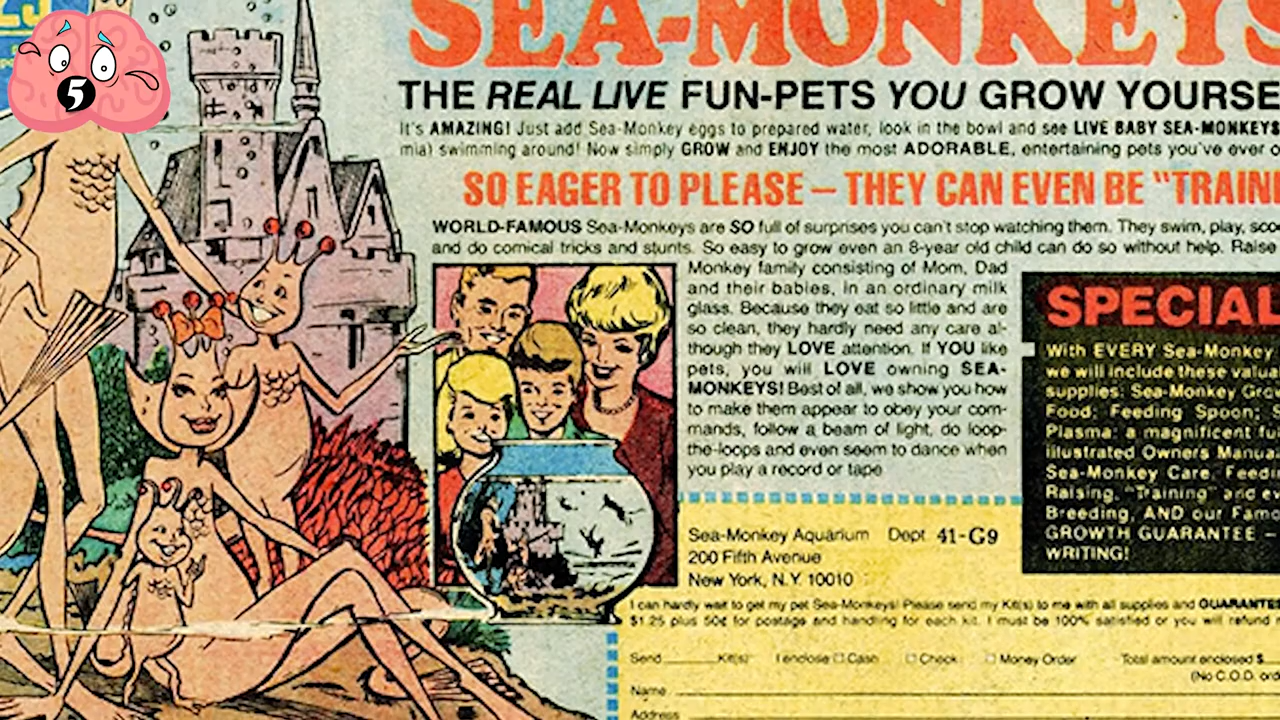 5
SEA-MONKEYS
THE REAL LIVE FUN-PETS YOU GROW YOURSE
It's AMAZING! Just add Sea-Monkey eggs to prepared water, look in the bowl and see LIVE BABY SEA-MONKEYS
mia) swimming around! Now simply GROW and ENJOY the most ADORABLE, entertaining pets you've ever o
SO EAGER TO PLEASE – THEY CAN EVEN BE "TRAIN
WORLD-FAMOUS Sea-Monkeys are SO full of surprises you can't stop watching them. They swim, play, sco
and do comical tricks and stunts. So easy to grow even an 8-year old child can do so without help. Raise
Monkey family consisting of Mom, Dad
and their babies, in an ordinary milk
glass. Because they eat so little and are
so clean, they hardly need any care al-
though they LOVE attention. If YOU like
pets, you will LOVE owning SEA-
MONKEYS! Best of all, we show you how
to make them appear to obey your com-
mands, follow a beam of light, do loop-
the-loops and even seem to dance when
you play a record or tape
SPECIAL
With EVERY Sea-Monkey
we will include these valua
supplies: Sea-Monkey Gro
Food; Feeding Spoon; S
Plasma: a magnificent fu
Illustrated Owners Manua
Sea-Monkey Care, Feedi
Raising, "Training" and ev
Breeding, AND our Famo
GROWTH GUARANTEE –
WRITING!
Sea-Monkey Aquarium Dept 41-G9
200 Fifth Avenue
New York, N.Y. 10010
I can hardly wait to get my pet Sea-Monkeys! Please send my Kit(s) to me with all supplies and GUARANTE
$1.25 plus 50¢ for postage and handling for each kit. I must be 100% satisfied or you will refund
Send Kit(s) I enclose Cash Check Money Order Total amount enclosed $
(No C.O.D. ord
Name
Address